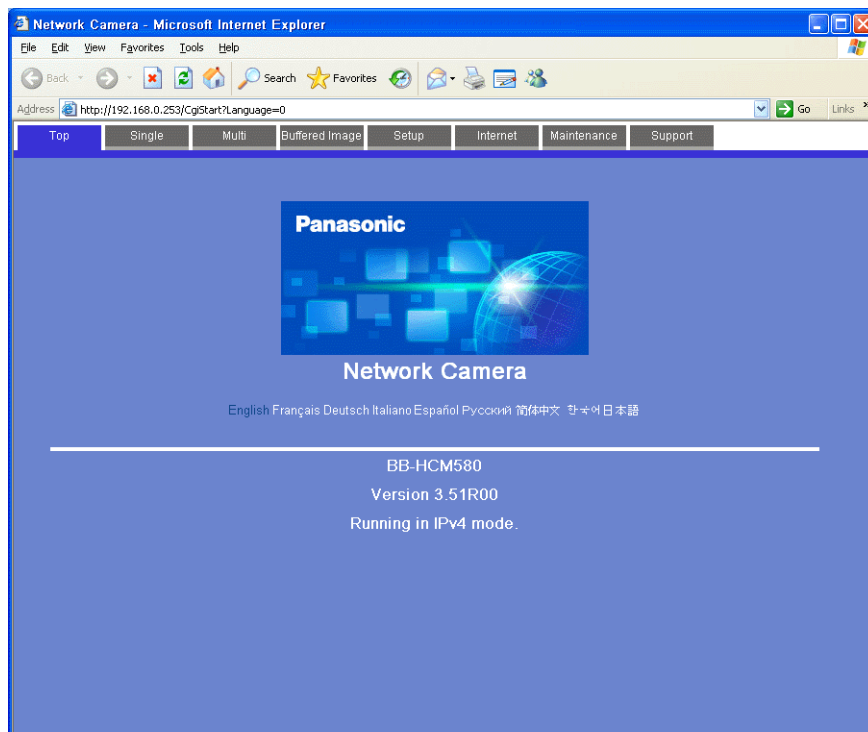 Network Camera - Microsoft Internet Explorer
File Edit View Favorites Tools Help
Back Search Favorites
Address http://192.168.0.253/CgiStart?Language=0 Go Links »
Top Single Multi Buffered Image Setup Internet Maintenance Support
Panasonic
Network Camera
English Français Deutsch Italiano Español Русский 简体中文 한국어 日本語
BB-HCM580
Version 3.51R00
Running in IPv4 mode.